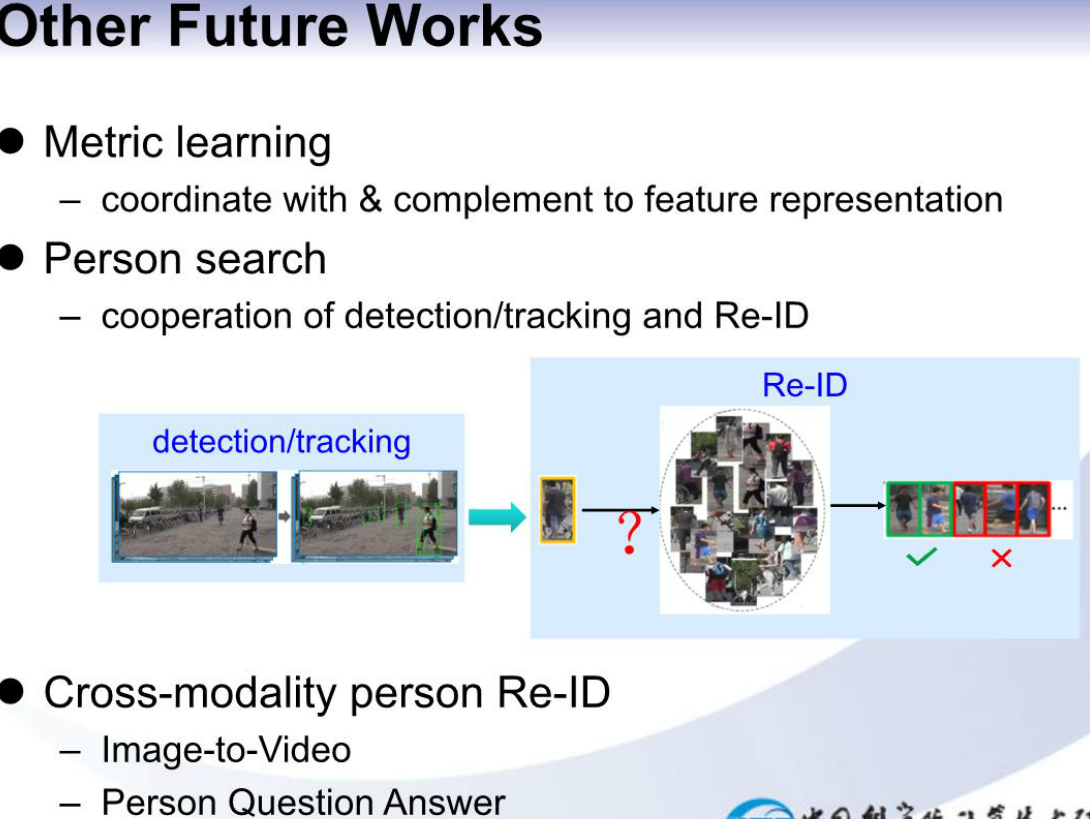 Other Future Works
Metric learning
– coordinate with & complement to feature representation
Person search
– cooperation of detection/tracking and Re-ID
Re-ID
detection/tracking
?
...
Cross-modality person Re-ID
– Image-to-Video
– Person Question Answer